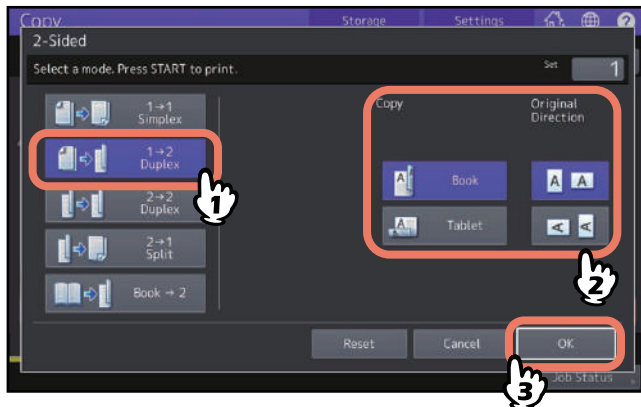 Copy
Storage
Settings
2-Sided
Select a mode. Press START to print.
Set
1
1→1
Simplex
1→2
Duplex
2→2
Duplex
2→1
Split
Book → 2
Copy
Original
Direction
Book
A A
Tablet
A A
Reset
Cancel
OK
Job Status
1
2
3